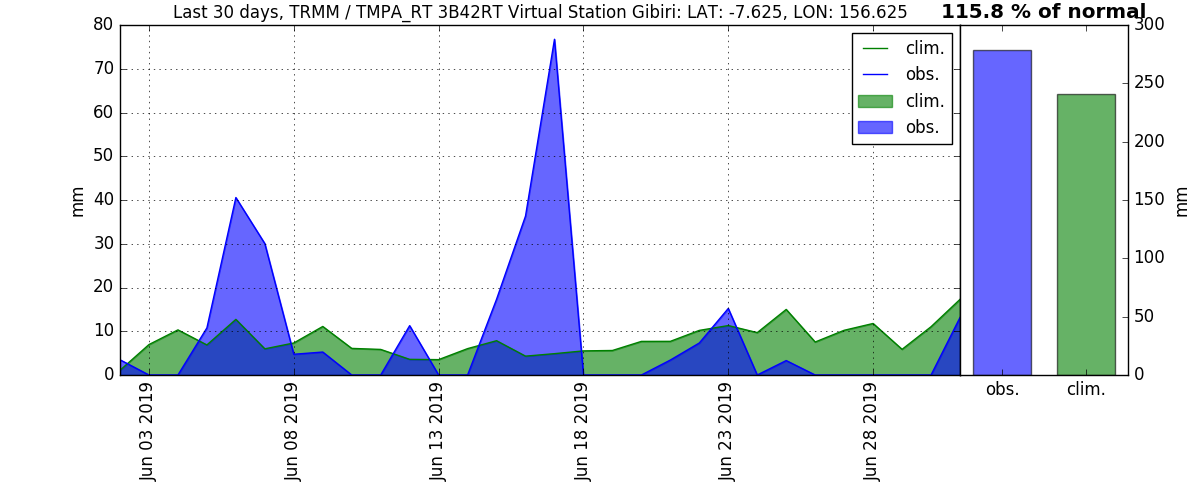 Last 30 days, TRMM / TMPA_RT 3B42RT Virtual Station Gibiri: LAT: -7.625, LON: 156.625
115.8 % of normal
80
70
60
50
40
30
20
10
0
mm
clim.
obs.
clim.
obs.
300
250
200
150
100
50
0
mm
Jun 03 2019
Jun 08 2019
Jun 13 2019
Jun 18 2019
Jun 23 2019
Jun 28 2019
obs.
clim.